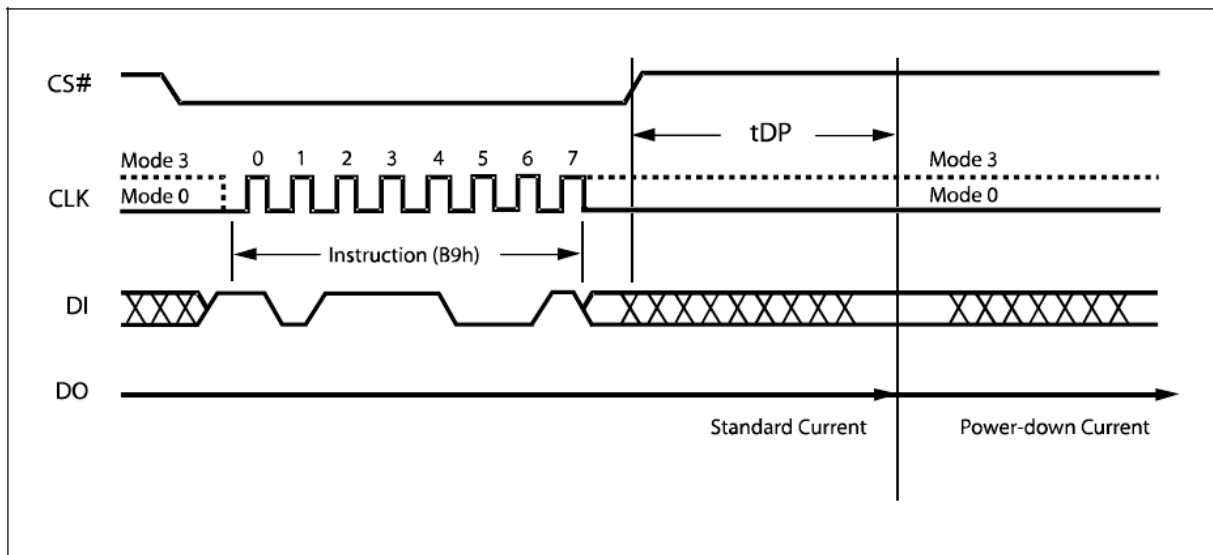 CS#
tDP
Mode 3
0 1 2 3 4 5 6 7
Mode 3
CLK
Mode 0
Mode 0
Instruction (B9h)
DI
DO
Standard Current
Power-down Current